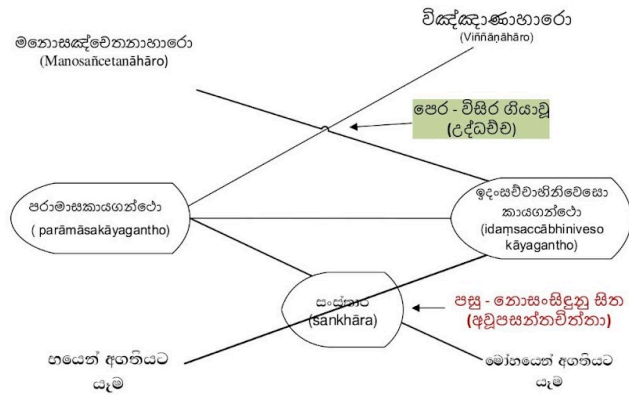 මනොසඤ්චෙතනාහාරො
(Manosañcetanāhāro)
විඤ්ඤාණාහාරො
(Viññāṇāhāro)
පෙර - විසිර ගියාවූ
(උද්ධච්ච)
පරාමාසකායගන්ථො
( parāmāsakāyagantho)
ඉදංසච්චාභිනිවෙසො
කායගන්ථො
(idaṃsaccābhiniveso
kāyagantho)
සංස්කාර
(sankhāra)
පසු - නොසංසිඳුනු සිත
(අවූපසන්තචිත්තා)
භයෙන් අගතියට
යෑම
මෝහයෙන් අගතියට
යෑම